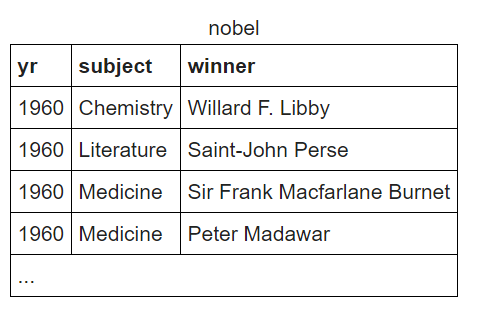 nobel
yr subject winner
1960 Chemistry Willard F. Libby
1960 Literature Saint-John Perse
1960 Medicine Sir Frank Macfarlane Burnet
1960 Medicine Peter Madawar
...